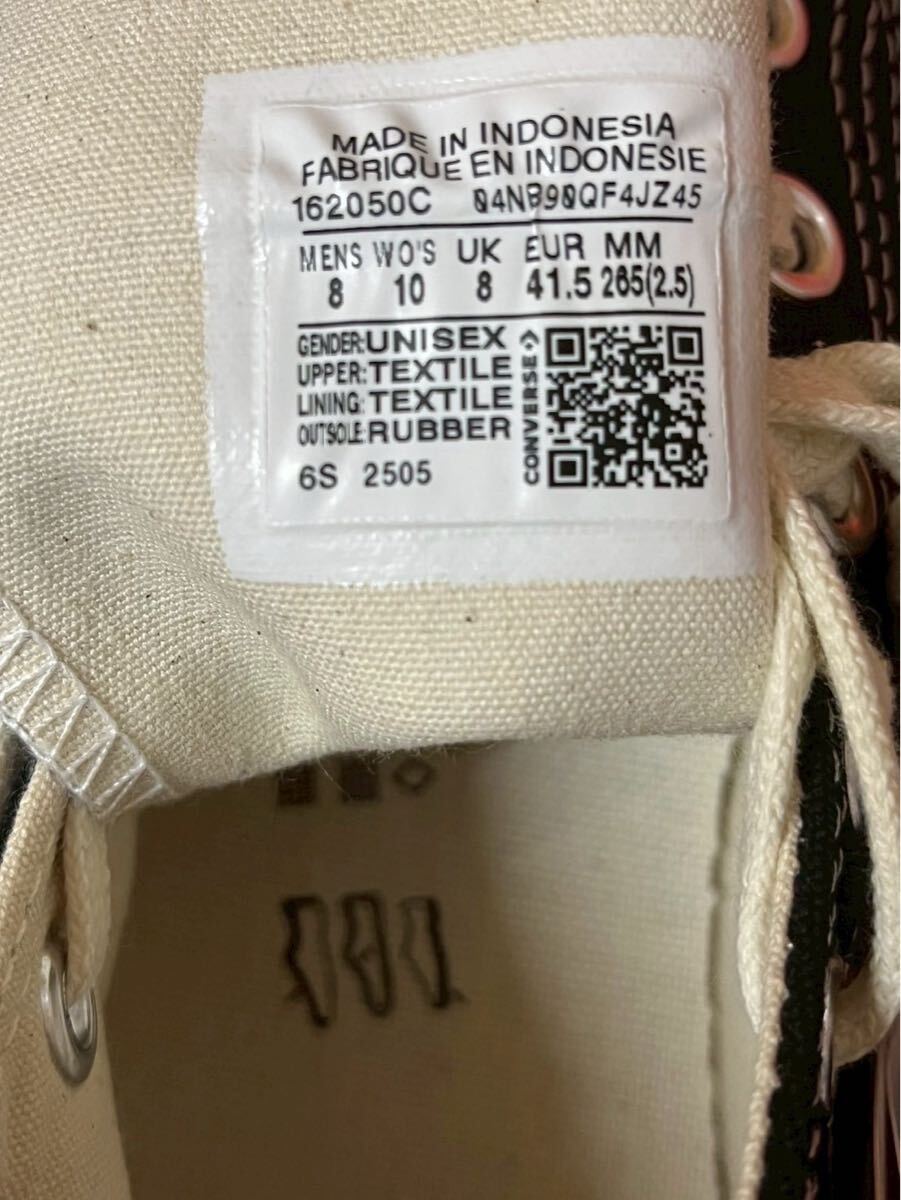 MADE IN INDONESIA
FABRIQUE EN INDONESIE
162050C 04NB90QF4JZ45
MENS WO'S UK EUR MM
8 10 8 41.5 265(2.5)
GENDER: UNISEX
UPPER: TEXTILE
LINING: TEXTILE
OUTSOLE: RUBBER
CONVERSE
6S 2505